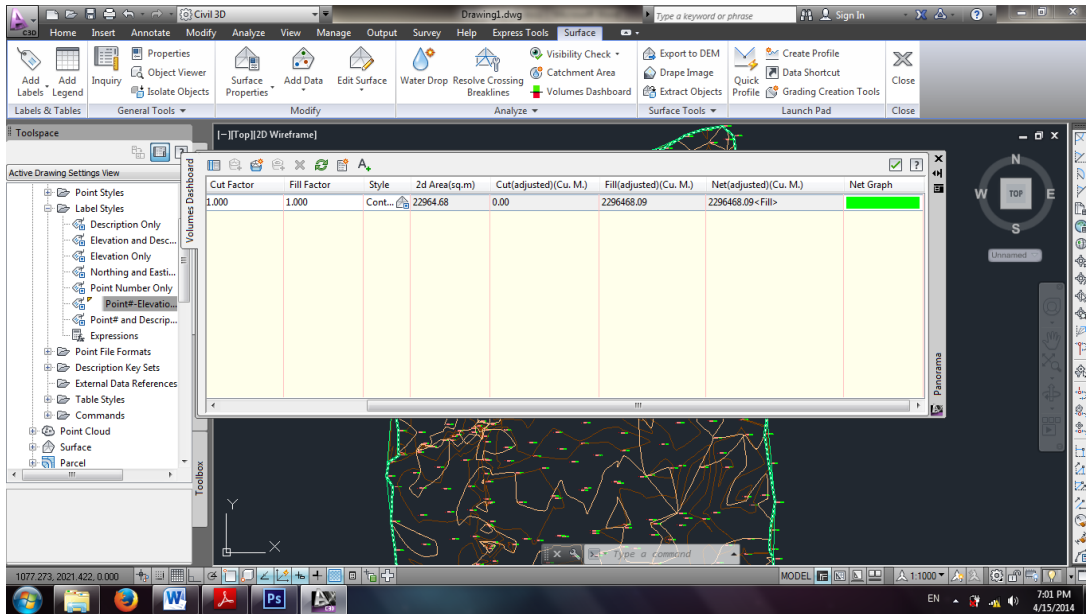 Civil 3D
Drawing1.dwg
Type a keyword or phrase
Sign In
C3D
Home Insert Annotate Modify Analyze View Manage Output Survey Help Express Tools Surface
Add Labels
Add Legend
Inquiry
Properties
Object Viewer
Isolate Objects
Surface Properties
Add Data
Edit Surface
Water Drop
Resolve Crossing Breaklines
Visibility Check
Catchment Area
Volumes Dashboard
Export to DEM
Drape Image
Extract Objects
Quick Profile
Create Profile
Data Shortcut
Grading Creation Tools
Close
Labels & Tables
General Tools
Modify
Analyze
Surface Tools
Launch Pad
Close
Toolspace
Active Drawing Settings View
Point Styles
Label Styles
Description Only
Elevation and Desc...
Elevation Only
Northing and Easti...
Point Number Only
Point#-Elevatio...
Point# and Descrip...
Expressions
Point File Formats
Description Key Sets
External Data References
Table Styles
Commands
Point Cloud
Surface
Parcel
Toolbox
[-][Top][2D Wireframe]
Volumes Dashboard
Cut Factor Fill Factor Style 2d Area(sq.m) Cut(adjusted)(Cu. M.) Fill(adjusted)(Cu. M.) Net(adjusted)(Cu. M.) Net Graph
1.000 1.000 Cont... 22964.68 0.00 2296468.09 2296468.09<Fill>
Panorama
N
W TOP E
S
Unnamed
Y
X
Type a command
1077.273, 2021.422, 0.000
MODEL
1:1000
W
Ps
C3D
EN
7:01 PM
4/15/2014